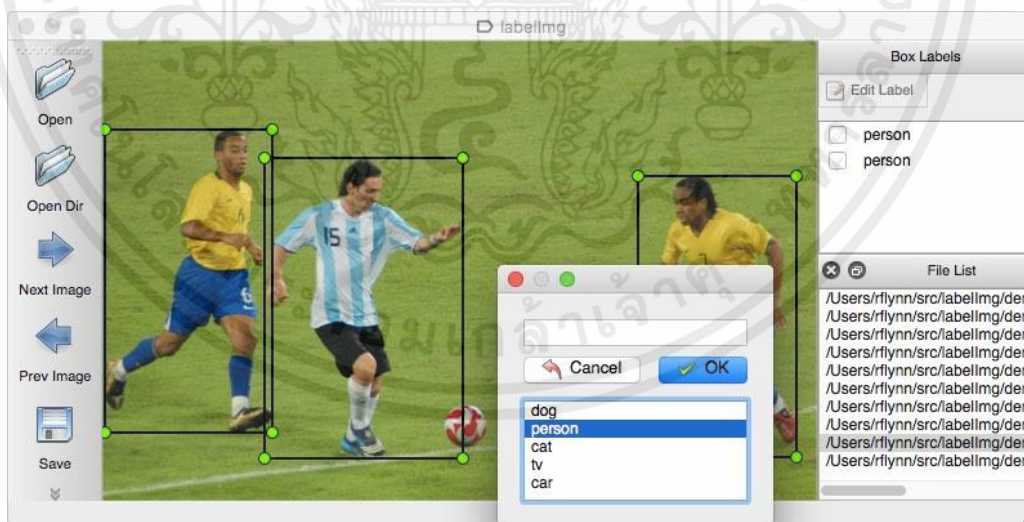 labelImg
Open
Open Dir
Next Image
Prev Image
Save
Box Labels
Edit Label
person
person
File List
/Users/rflynn/src/labelImg/der
/Users/rflynn/src/labelImg/der
/Users/rflynn/src/labelImg/der
/Users/rflynn/src/labelImg/der
/Users/rflynn/src/labelImg/der
/Users/rflynn/src/labelImg/der
/Users/rflynn/src/labelImg/der
/Users/rflynn/src/labelImg/der
/Users/rflynn/src/labelImg/der
/Users/rflynn/src/labelImg/der
15
6
6
Cancel
OK
dog
person
cat
tv
car